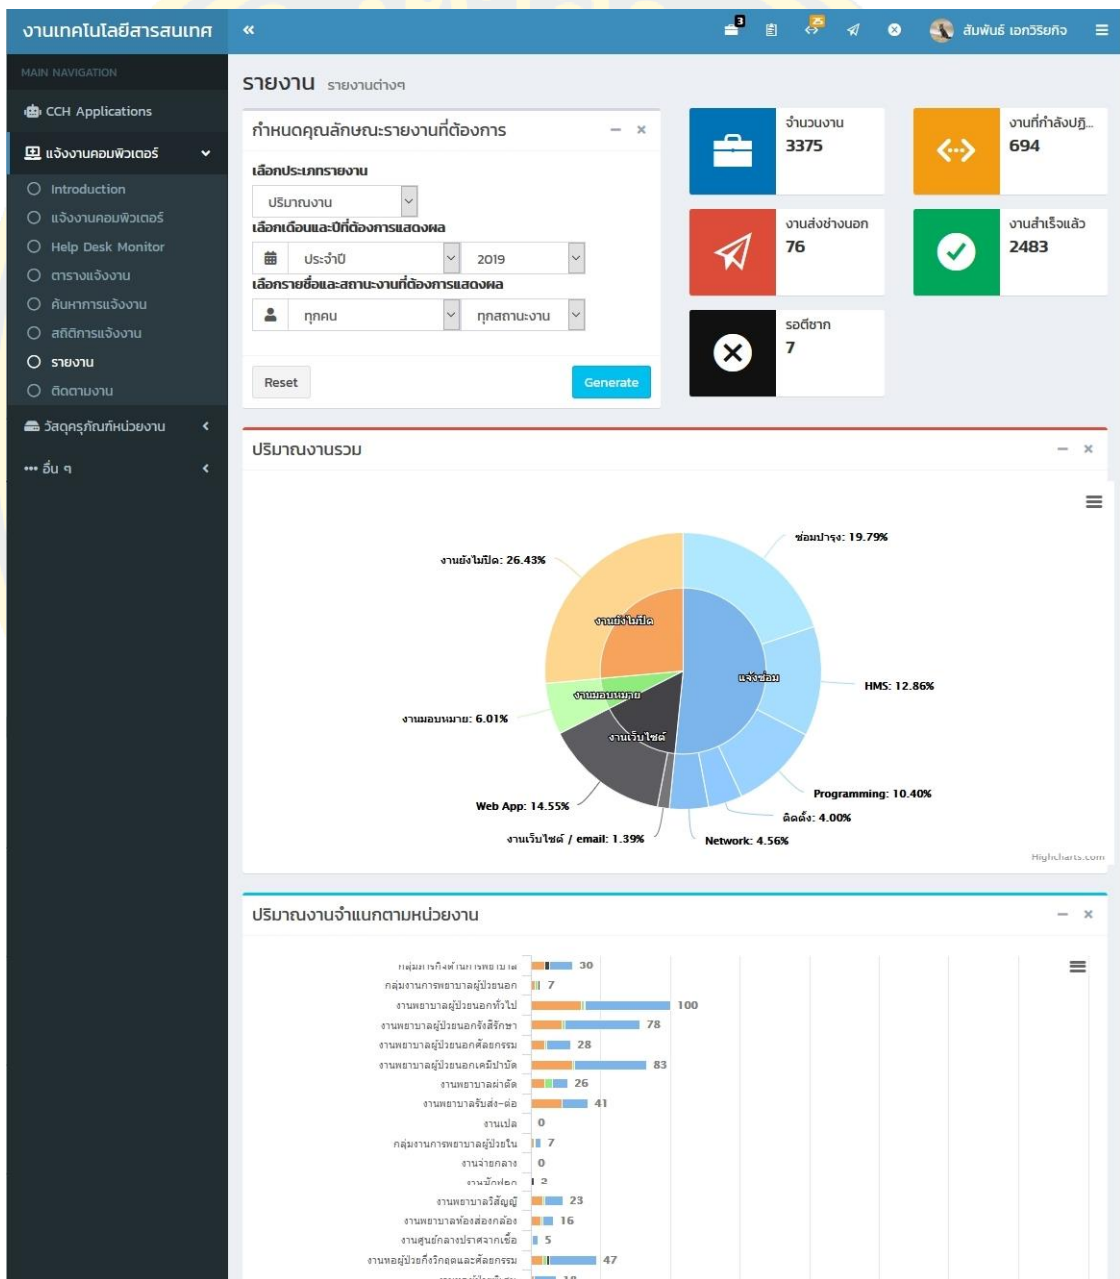 งานเทคโนโลยีสารสนเทศ
3
25
สัมพันธ์ เอกวิริยกิจ
MAIN NAVIGATION
CCH Applications
แจ้งงานคอมพิวเตอร์
Introduction
แจ้งงานคอมพิวเตอร์
Help Desk Monitor
ตารางแจ้งงาน
ค้นหาการแจ้งงาน
สถิติการแจ้งงาน
รายงาน
ติดตามงาน
วัสดุครุภัณฑ์หน่วยงาน
อื่น ๆ
รายงาน รายงานต่างๆ
กำหนดคุณลักษณะรายงานที่ต้องการ
เลือกประเภทรายงาน
ปริมาณงาน
เลือกเดือนและปีที่ต้องการแสดงผล
ประจำปี 2019
เลือกรายชื่อและสถานะงานที่ต้องการแสดงผล
ทุกคน ทุกสถานะงาน
Reset Generate
จำนวนงาน
3375
งานที่กำลังปฏิ...
694
งานส่งช่างนอก
76
งานสำเร็จแล้ว
2483
รอตีซาก
7
ปริมาณงานรวม
ซ่อมบำรุง: 19.79%
งานยังไม่ปิด: 26.43%
งานยังไม่ปิด
แจ้งซ่อม
HMS: 12.86%
งานมอบหมาย
งานมอบหมาย: 6.01%
งานเว็บไซต์
Programming: 10.40%
Web App: 14.55%
ติดตั้ง: 4.00%
งานเว็บไซต์ / email: 1.39%
Network: 4.56%
Highcharts.com
ปริมาณงานจำแนกตามหน่วยงาน
กลุ่มภารกิจด้านการพยาบาล 30
กลุ่มงานการพยาบาลผู้ป่วยนอก 7
งานพยาบาลผู้ป่วยนอกทั่วไป 100
งานพยาบาลผู้ป่วยนอกรังสีรักษา 78
งานพยาบาลผู้ป่วยนอกศัลยกรรม 28
งานพยาบาลผู้ป่วยนอกเคมีบำบัด 83
งานพยาบาลผ่าตัด 26
งานพยาบาลรับส่ง-ต่อ 41
งานเปล 0
กลุ่มงานการพยาบาลผู้ป่วยใน 7
งานจ่ายกลาง 0
งานซักฟอก
งานพยาบาลวิสัญญี 23
งานพยาบาลห้องส่องกล้อง 16
งานศูนย์กลางปราศจากเชื้อ 5
งานหอผู้ป่วยกึ่งวิกฤตและศัลยกรรม 47